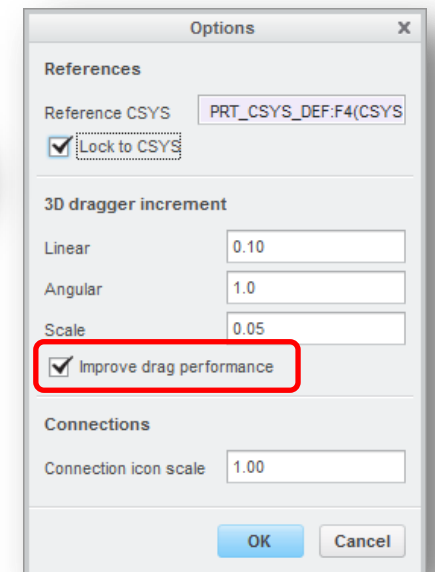 Options X
References
Reference CSYS PRT_CSYS_DEF:F4(CSYS
Lock to CSYS
3D dragger increment
Linear 0.10
Angular 1.0
Scale 0.05
Improve drag performance
Connections
Connection icon scale 1.00
OK Cancel